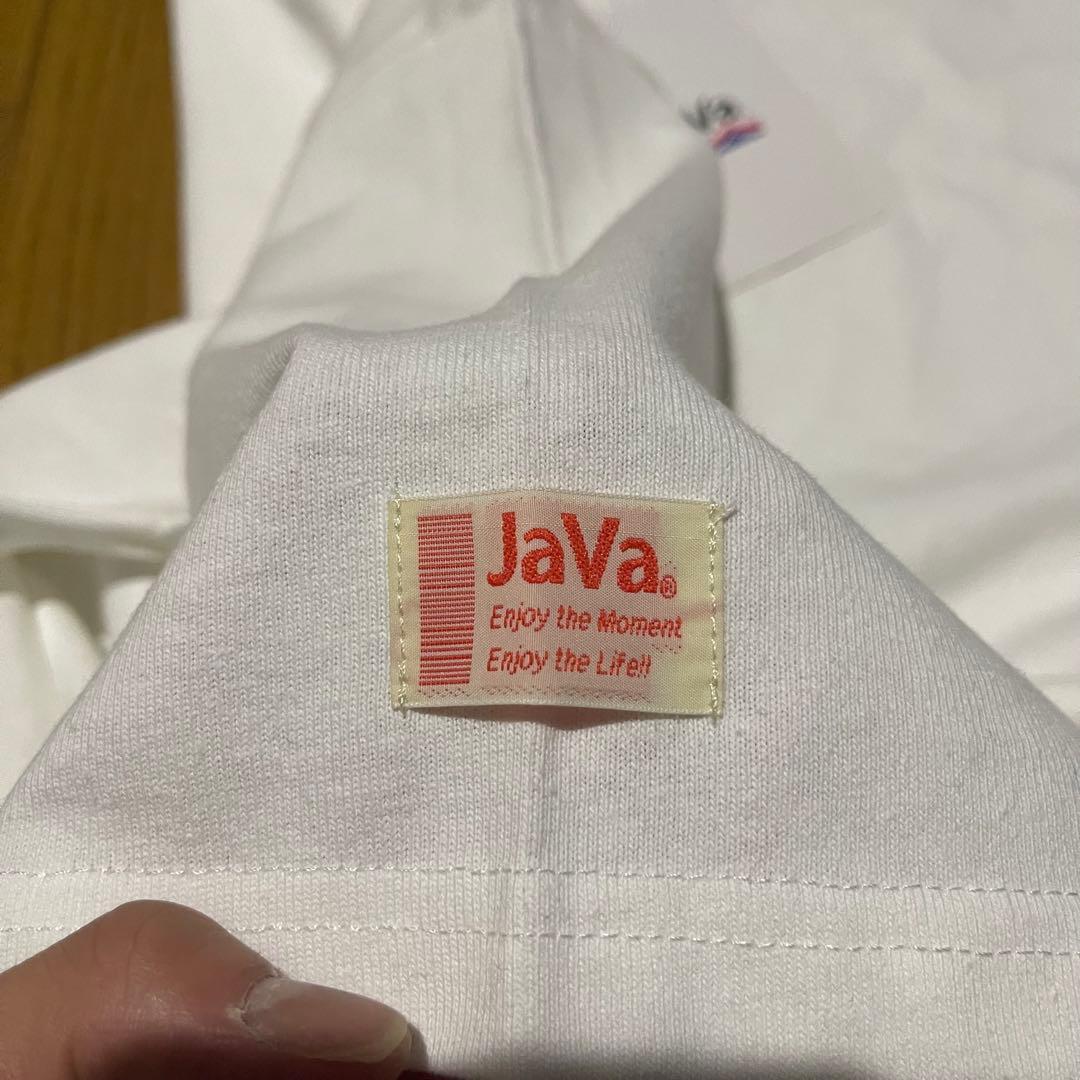 JaVa®
Enjoy the Moment
Enjoy the Life!!